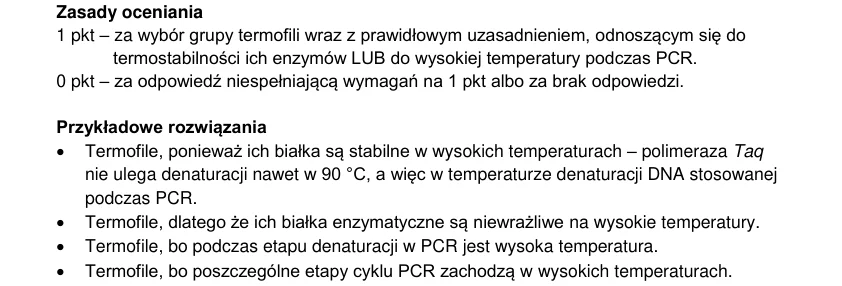 Zasady oceniania
1 pkt – za wybór grupy termofili wraz z prawidłowym uzasadnieniem, odnoszącym się do
termostabilności ich enzymów LUB do wysokiej temperatury podczas PCR.
0 pkt – za odpowiedź niespełniającą wymagań na 1 pkt albo za brak odpowiedzi.
Przykładowe rozwiązania
• Termofile, ponieważ ich białka są stabilne w wysokich temperaturach – polimeraza Taq
nie ulega denaturacji nawet w 90 °C, a więc w temperaturze denaturacji DNA stosowanej
podczas PCR.
• Termofile, dlatego że ich białka enzymatyczne są niewrażliwe na wysokie temperatury.
• Termofile, bo podczas etapu denaturacji w PCR jest wysoka temperatura.
• Termofile, bo poszczególne etapy cyklu PCR zachodzą w wysokich temperaturach.